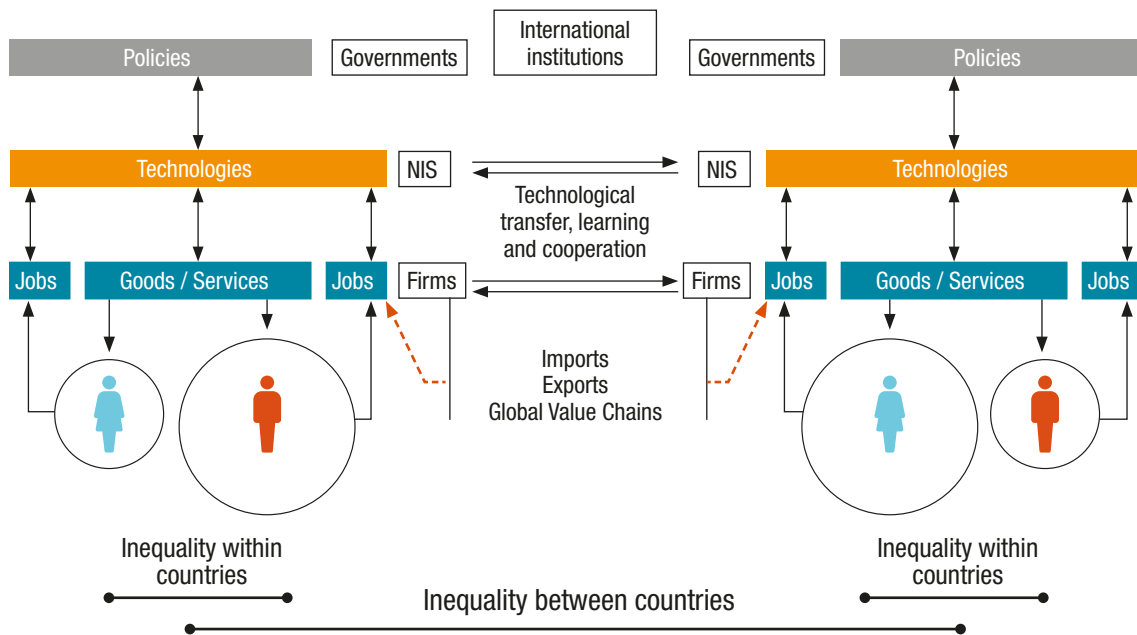 International
institutions
Policies
Governments
Governments
Policies
Technologies
NIS
NIS
Technologies
Technological
transfer, learning
and cooperation
Jobs
Goods / Services
Jobs
Firms
Firms
Jobs
Goods / Services
Jobs
Imports
Exports
Global Value Chains
Inequality within
countries
Inequality within
countries
Inequality between countries